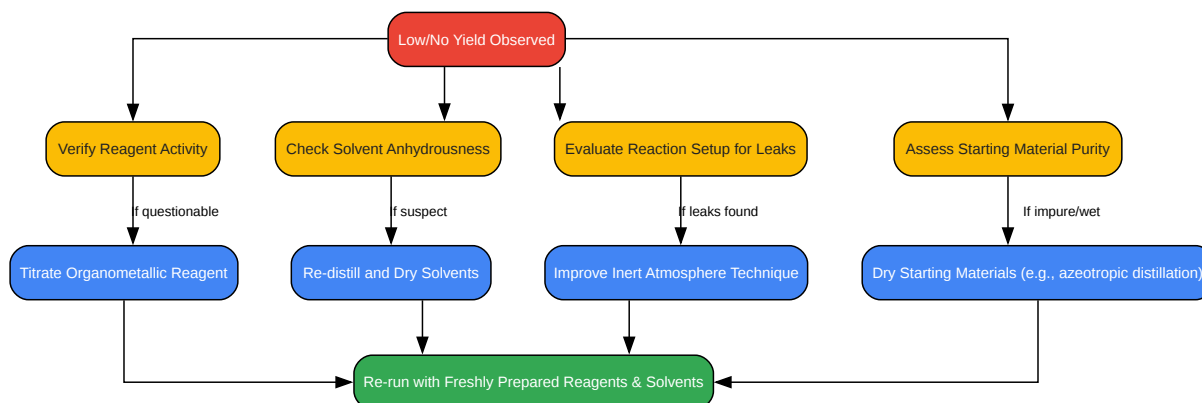 Low/No Yield Observed
Verify Reagent Activity
Check Solvent Anhydrousness
Evaluate Reaction Setup for Leaks
Assess Starting Material Purity
If questionable
If suspect
If leaks found
If impure/wet
Titrate Organometallic Reagent
Re-distill and Dry Solvents
Improve Inert Atmosphere Technique
Dry Starting Materials (e.g., azeotropic distillation)
Re-run with Freshly Prepared Reagents & Solvents